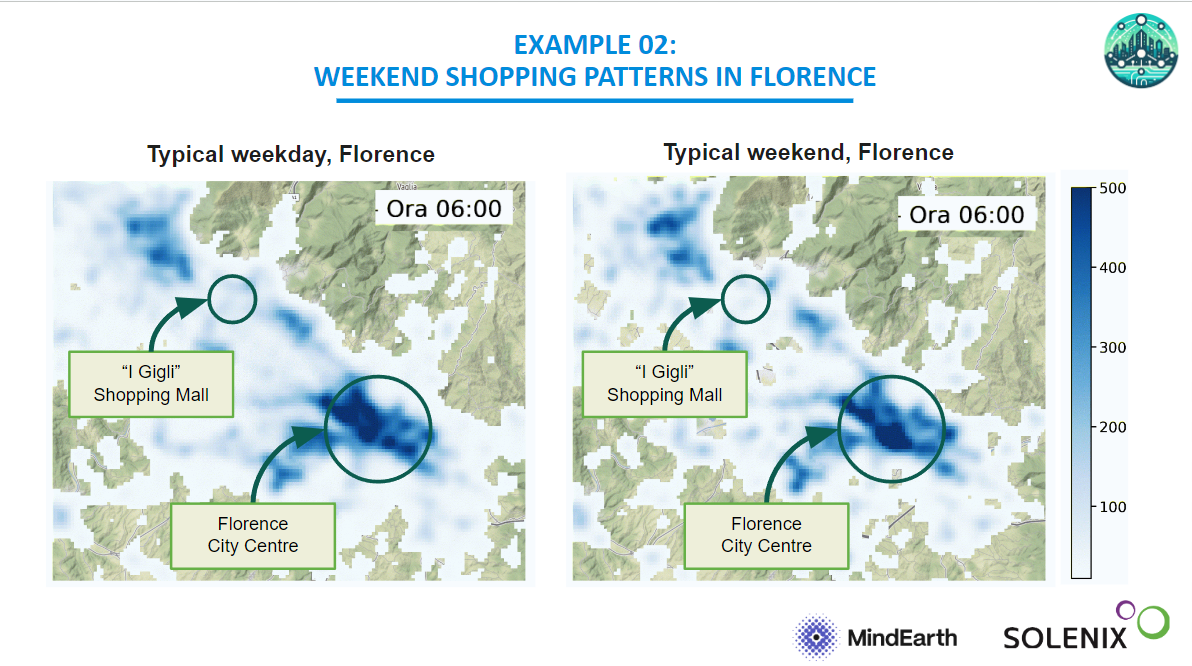 EXAMPLE 02:
WEEKEND SHOPPING PATTERNS IN FLORENCE
Typical weekday, Florence
Typical weekend, Florence
Vaglia
Ora 06:00
“I Gigli”
Shopping Mall
Florence
City Centre
V
Ora 06:00
“I Gigli”
Shopping Mall
Florence
City Centre
500
400
300
200
100
MindEarth
SOLENIX